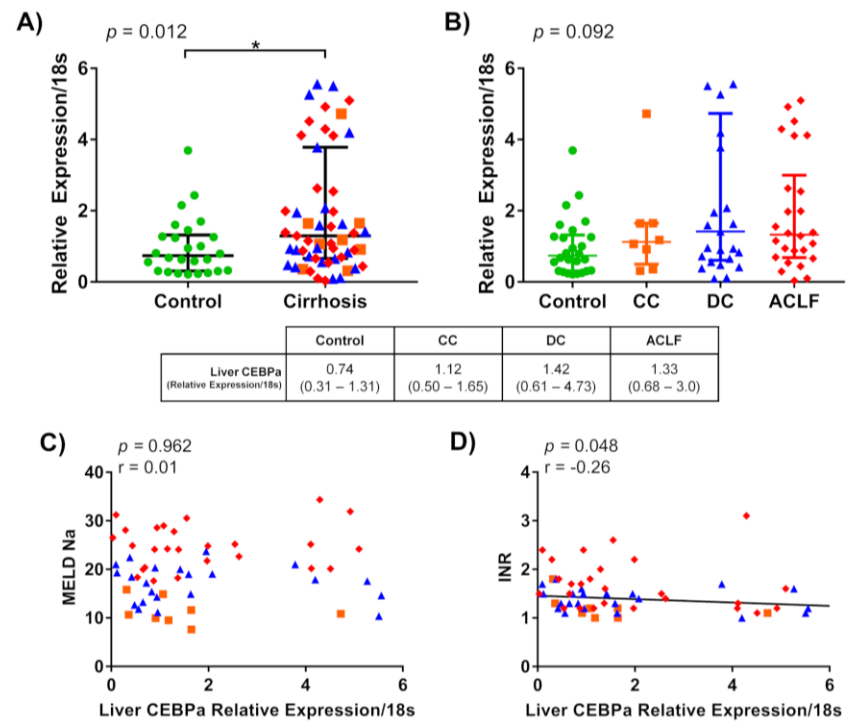 A)
p = 0.012
*
Relative Expression/18s
6
4
2
0
Control
Cirrhosis
B)
p = 0.092
Relative Expression/18s
6
4
2
0
Control
CC
DC
ACLF
Control CC DC ACLF
Liver CEBPa 0.74 1.12 1.42 1.33
(Relative Expression/18s) (0.31 – 1.31) (0.50 – 1.65) (0.61 – 4.73) (0.68 – 3.0)
C)
p = 0.962
r = 0.01
MELD Na
40
30
20
10
0
0 2 4 6
Liver CEBPa Relative Expression/18s
D)
p = 0.048
r = -0.26
INR
4
3
2
1
0
0 2 4 6
Liver CEBPa Relative Expression/18s